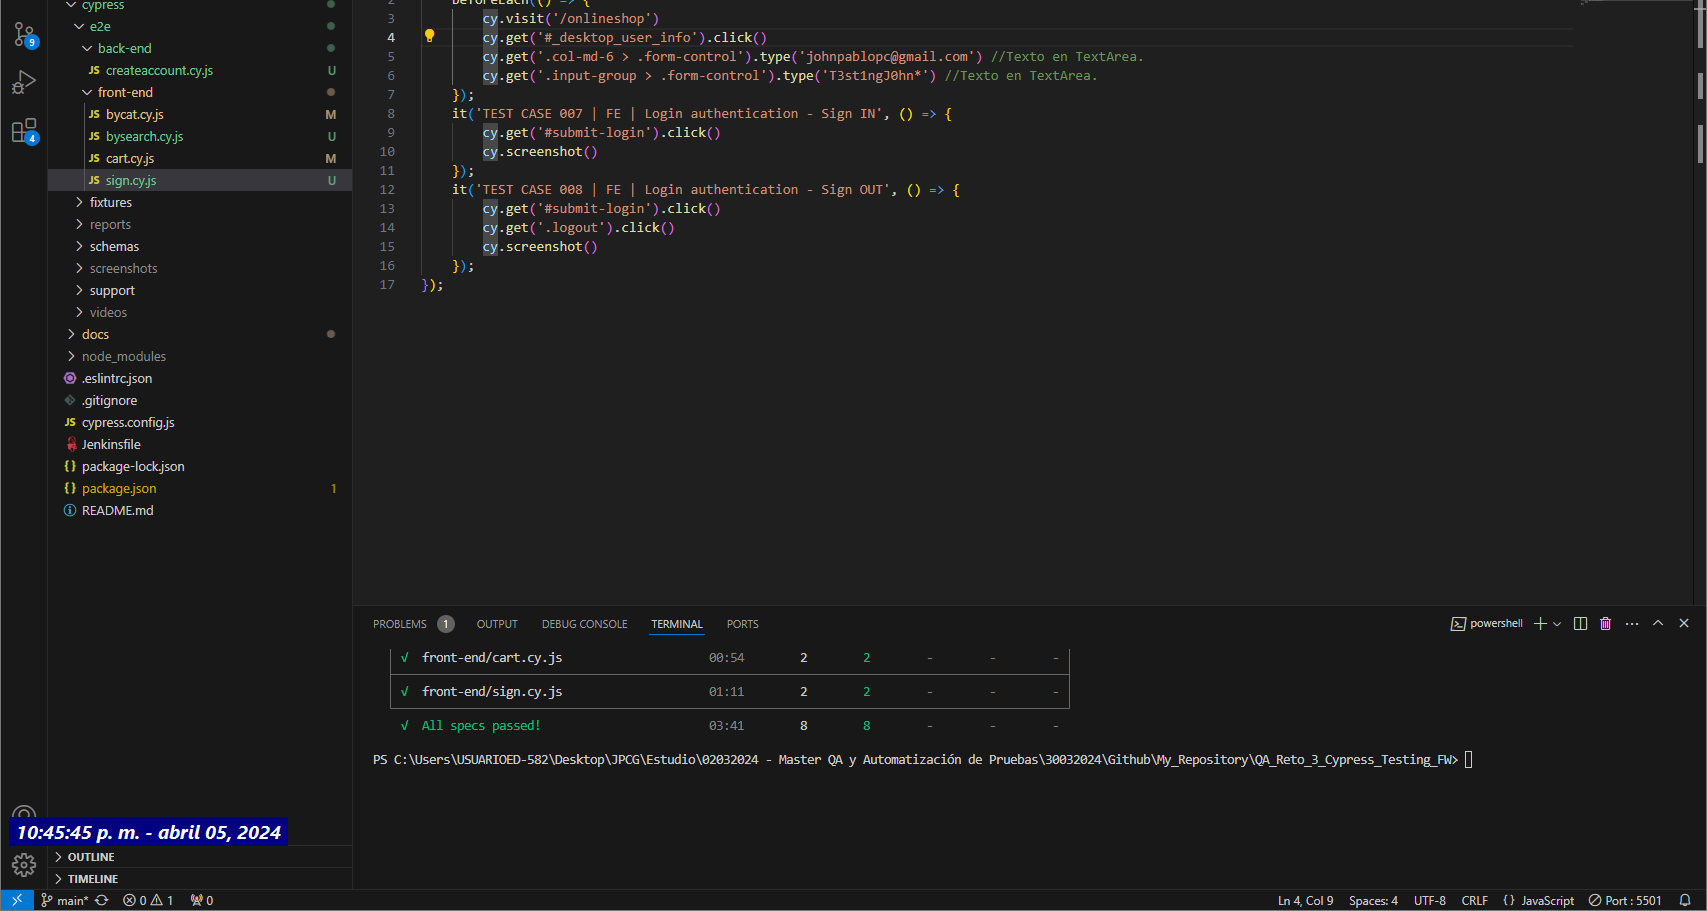 cypress
e2e
back-end
JS createaccount.cy.js U
front-end
JS bycat.cy.js M
JS bysearch.cy.js U
JS cart.cy.js M
JS sign.cy.js U
fixtures
reports
schemas
screenshots
support
videos
docs
node_modules
.eslintrc.json
.gitignore
JS cypress.config.js
Jenkinsfile
{} package-lock.json
{} package.json 1
README.md
9
4
2 beforeEach(() => {
3 cy.visit('/onlineshop')
4 cy.get('#_desktop_user_info').click()
5 cy.get('.col-md-6 > .form-control').type('johnpablopc@gmail.com') //Texto en TextArea.
6 cy.get('.input-group > .form-control').type('T3st1ngJ0hn*') //Texto en TextArea.
7 });
8 it('TEST CASE 007 | FE | Login authentication - Sign IN', () => {
9 cy.get('#submit-login').click()
10 cy.screenshot()
11 });
12 it('TEST CASE 008 | FE | Login authentication - Sign OUT', () => {
13 cy.get('#submit-login').click()
14 cy.get('.logout').click()
15 cy.screenshot()
16 });
17 });
PROBLEMS 1 OUTPUT DEBUG CONSOLE TERMINAL PORTS powershell
√ front-end/cart.cy.js 00:54 2 2 - - -
√ front-end/sign.cy.js 01:11 2 2 - - -
√ All specs passed! 03:41 8 8 - - -
PS C:\Users\USUARIOED-582\Desktop\JPCG\Estudio\02032024 - Master QA y Automatización de Pruebas\30032024\Github\My_Repository\QA_Reto_3_Cypress_Testing_FW>
10:45:45 p. m. - abril 05, 2024
OUTLINE
TIMELINE
main* 0 1 0 Ln 4, Col 9 Spaces: 4 UTF-8 CRLF {} JavaScript Port : 5501